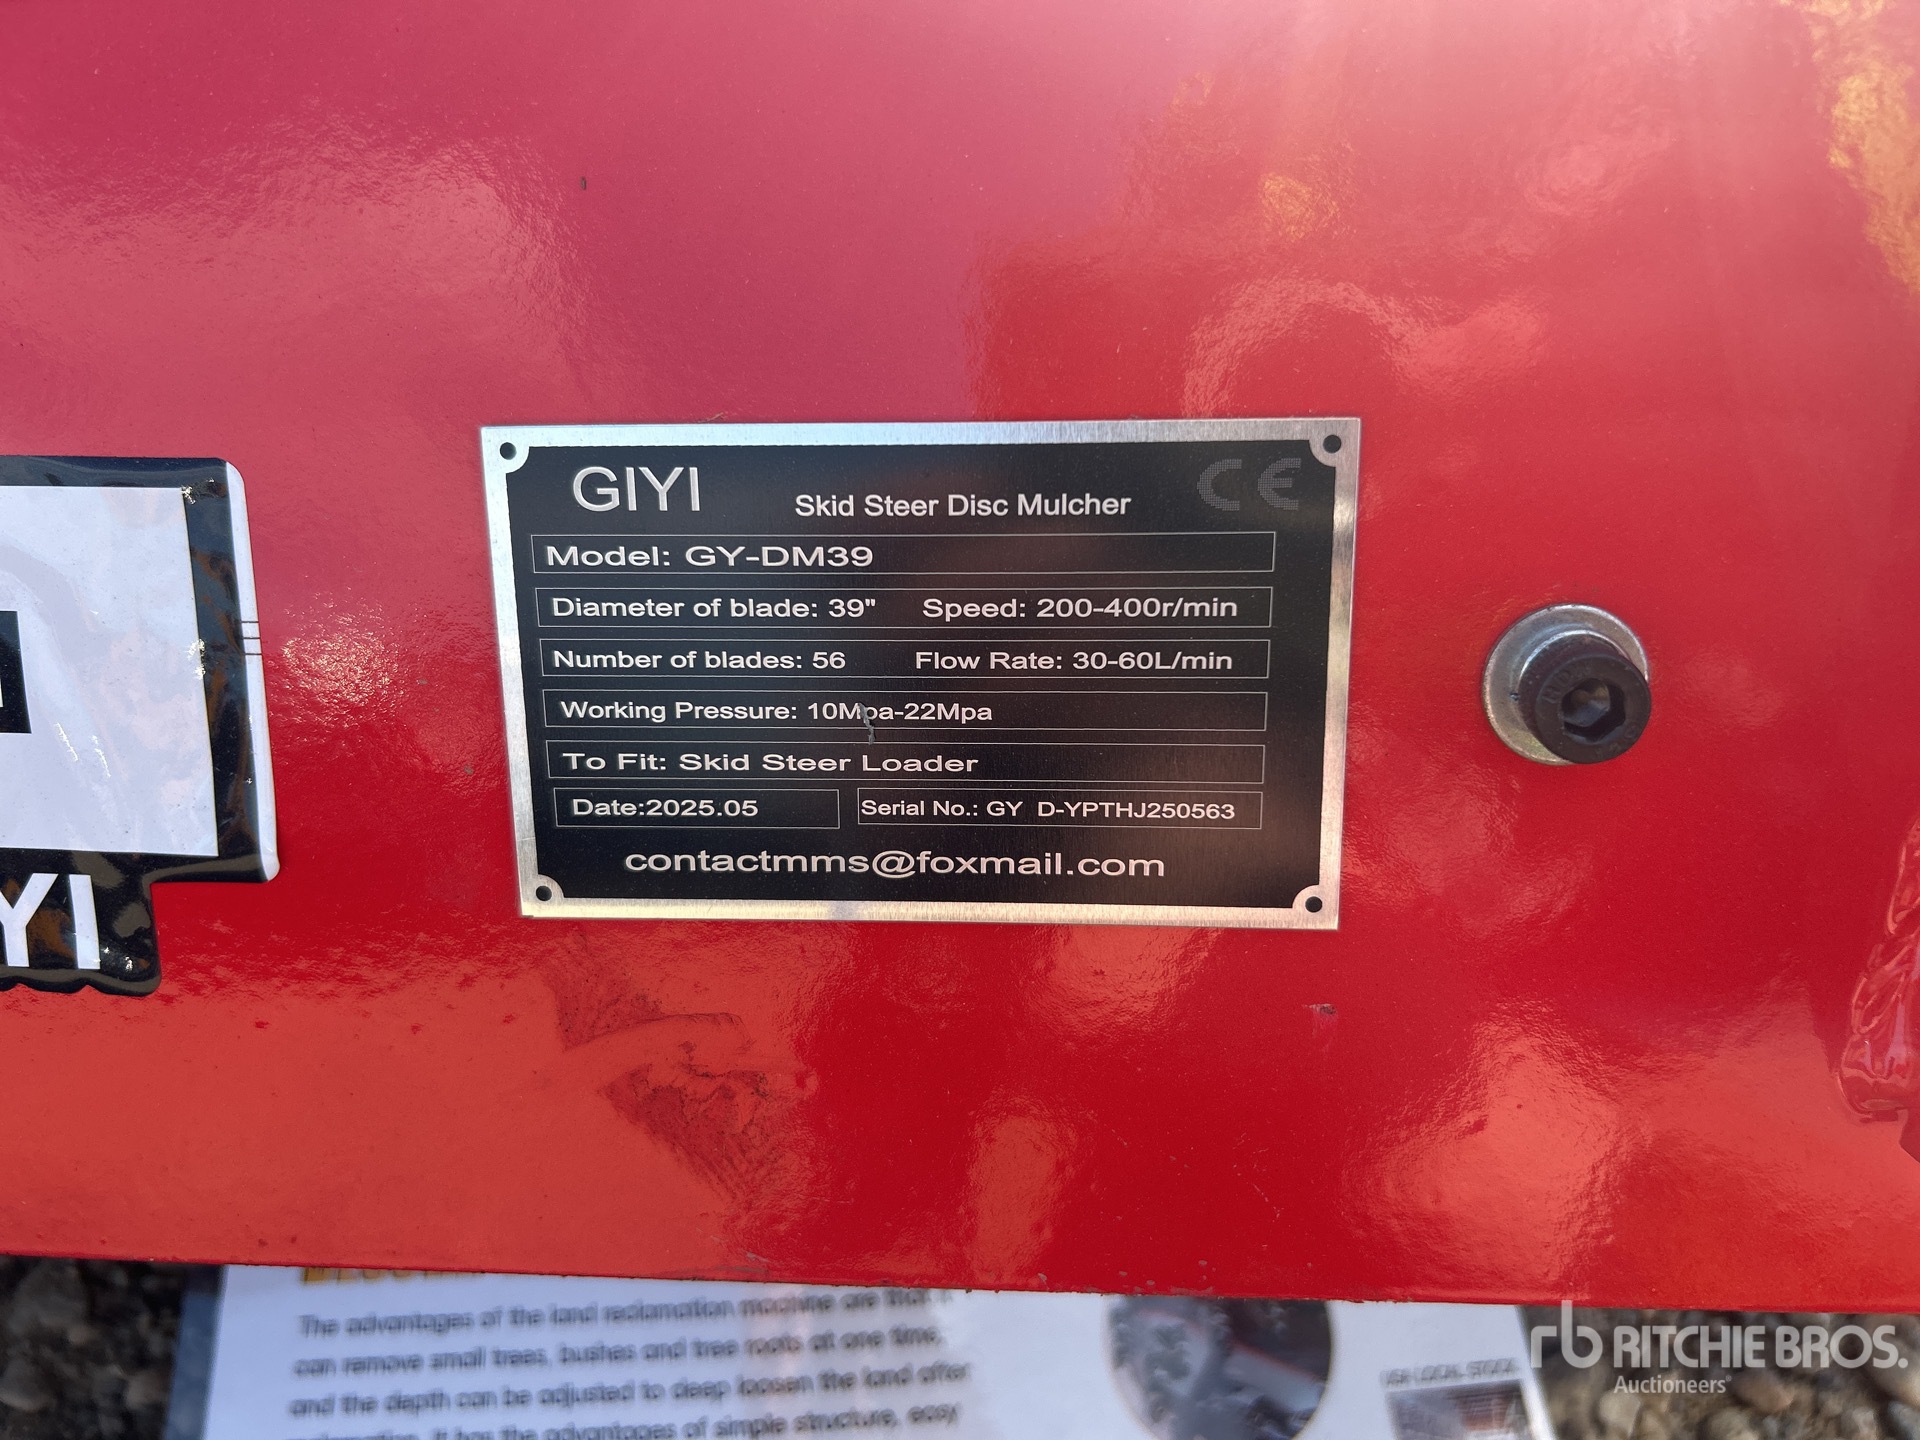 GIYI
Skid Steer Disc Mulcher
CE
Model: GY-DM39
Diameter of blade: 39" Speed: 200-400r/min
Number of blades: 56 Flow Rate: 30-60L/min
Working Pressure: 10Mpa-22Mpa
To Fit: Skid Steer Loader
Date:2025.05 Serial No.: GY D-YPTHJ250563
contactmms@foxmail.com
YI
The advantages of the land reclamation machine are that it
can remove small trees, bushes and tree roots at one time,
and the depth can be adjusted to deep loosen the land after
reclamation. It has the advantages of simple structure, easy
USA LOCAL STOCK
rb RITCHIE BROS.
Auctioneers